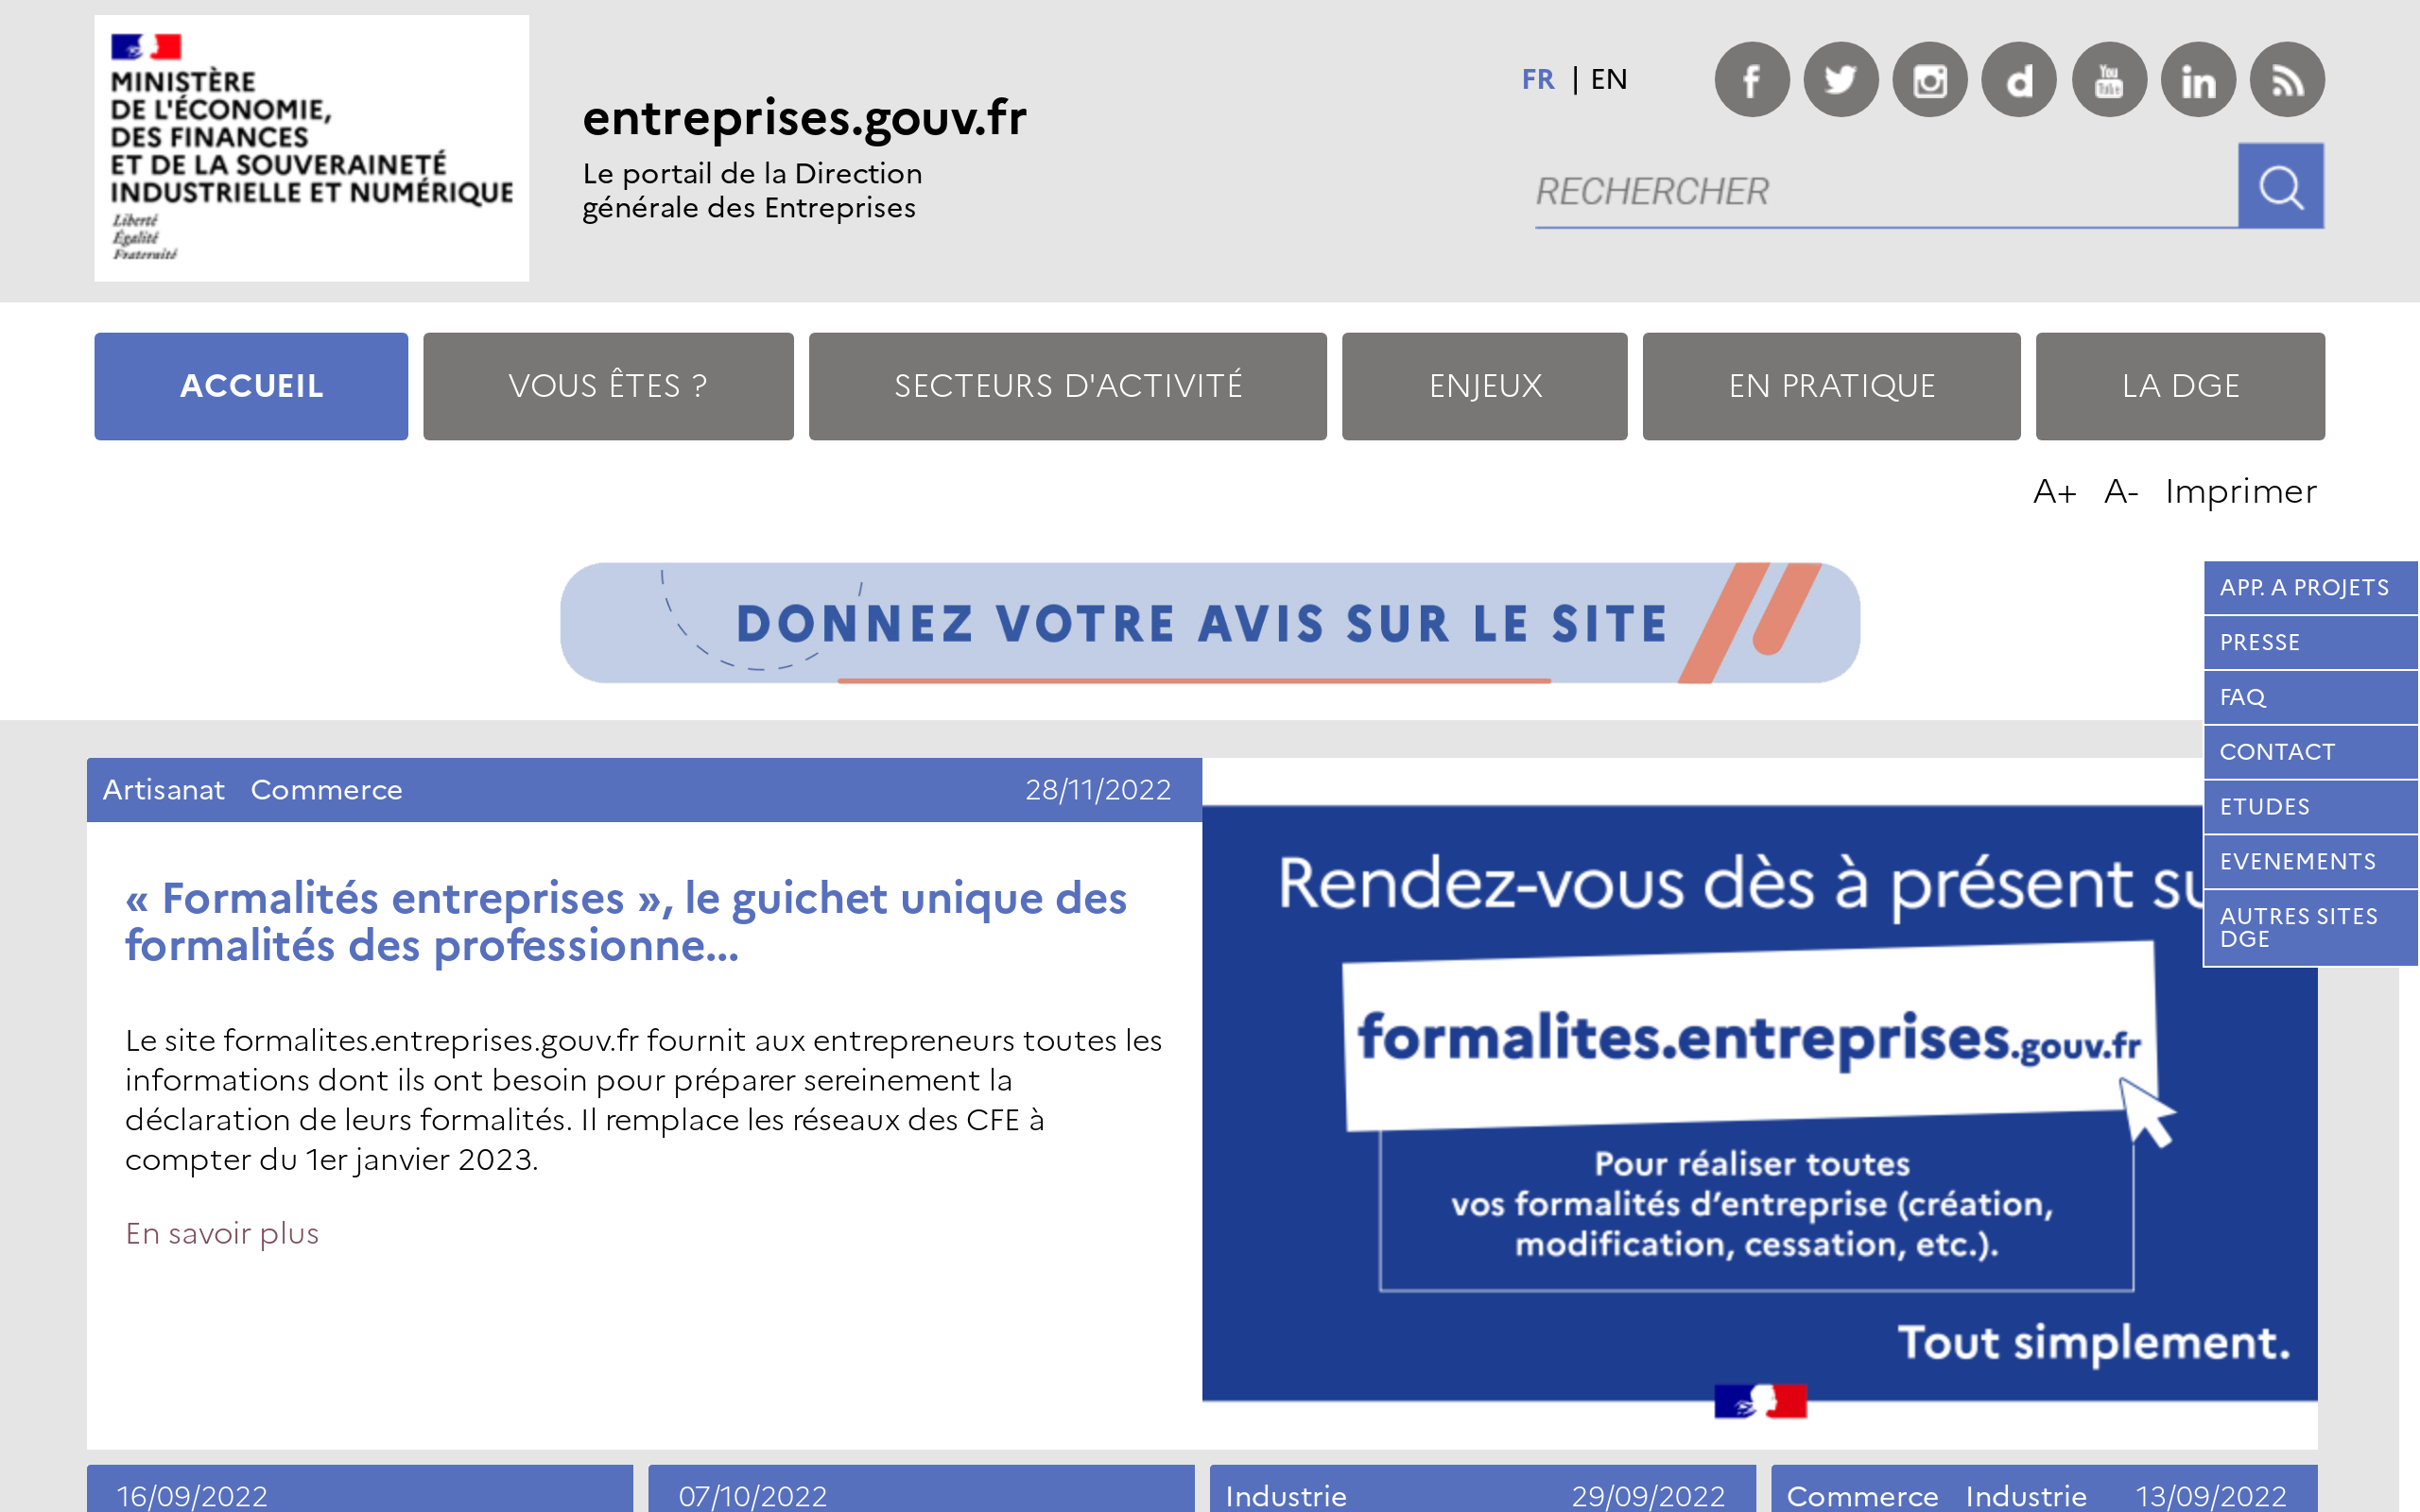 MINISTÈRE
DE L'ÉCONOMIE,
DES FINANCES
ET DE LA SOUVERAINETÉ
INDUSTRIELLE ET NUMÉRIQUE
Liberté
Égalité
Fraternité
entreprises.gouv.fr
Le portail de la Direction
générale des Entreprises
FR | EN
RECHERCHER
ACCUEIL
VOUS ÊTES ?
SECTEURS D'ACTIVITÉ
ENJEUX
EN PRATIQUE
LA DGE
A+ A- Imprimer
DONNEZ VOTRE AVIS SUR LE SITE
APP. A PROJETS
PRESSE
FAQ
CONTACT
ETUDES
EVENEMENTS
AUTRES SITES
DGE
Artisanat Commerce 28/11/2022
« Formalités entreprises », le guichet unique des
formalités des professionne...
Le site formalites.entreprises.gouv.fr fournit aux entrepreneurs toutes les
informations dont ils ont besoin pour préparer sereinement la
déclaration de leurs formalités. Il remplace les réseaux des CFE à
compter du 1er janvier 2023.
En savoir plus
Rendez-vous dès à présent su
formalites.entreprises.gouv.fr
Pour réaliser toutes
vos formalités d’entreprise (création,
modification, cessation, etc.).
Tout simplement.
16/09/2022
07/10/2022
Industrie 29/09/2022
Commerce Industrie 13/09/2022